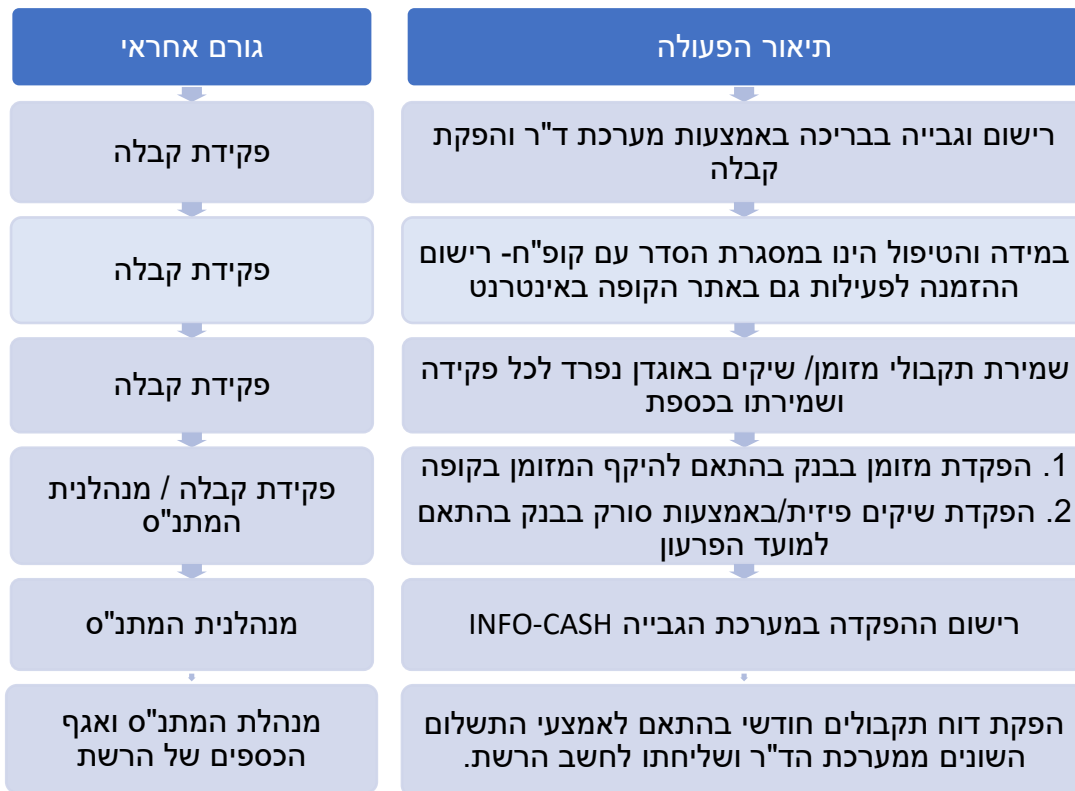 תיאור הפעולה
גורם אחראי
רישום וגבייה בבריכה באמצעות מערכת ד"ר והפקת
קבלה
פקידת קבלה
במידה והטיפול הינו במסגרת הסדר עם קופ"ח- רישום
ההזמנה לפעילות גם באתר הקופה באינטרנט
פקידת קבלה
שמירת תקבולי מזומן/ שיקים באוגדן נפרד לכל פקידה
ושמירתו בכספת
פקידת קבלה
1. הפקדת מזומן בבנק בהתאם להיקף המזומן בקופה
2. הפקדת שיקים פיזית/באמצעות סורק בבנק בהתאם
למועד הפרעון
פקידת קבלה / מנהלנית
המתנ"ס
רישום ההפקדה במערכת הגבייה INFO-CASH
מנהלנית המתנ"ס
הפקת דוח תקבולים חודשי בהתאם לאמצעי התשלום
השונים ממערכת הד"ר ושליחתו לחשב הרשת.
מנהלת המתנ"ס ואגף
הכספים של הרשת